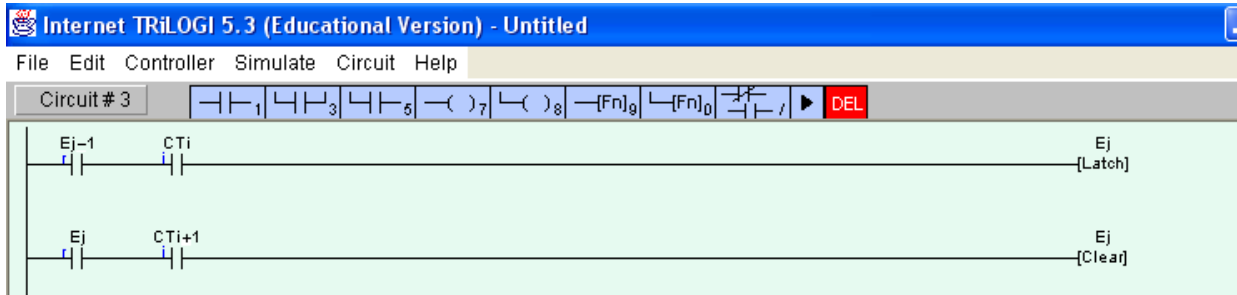 Internet TRiLOGI 5.3 (Educational Version) - Untitled
File Edit Controller Simulate Circuit Help
Circuit # 3 1 3 5 ( )7 ( )8 [Fn]9 [Fn]0 / DEL
Ej-1 CTi Ej
r i [Latch]
Ej CTi+1 Ej
r i [Clear]